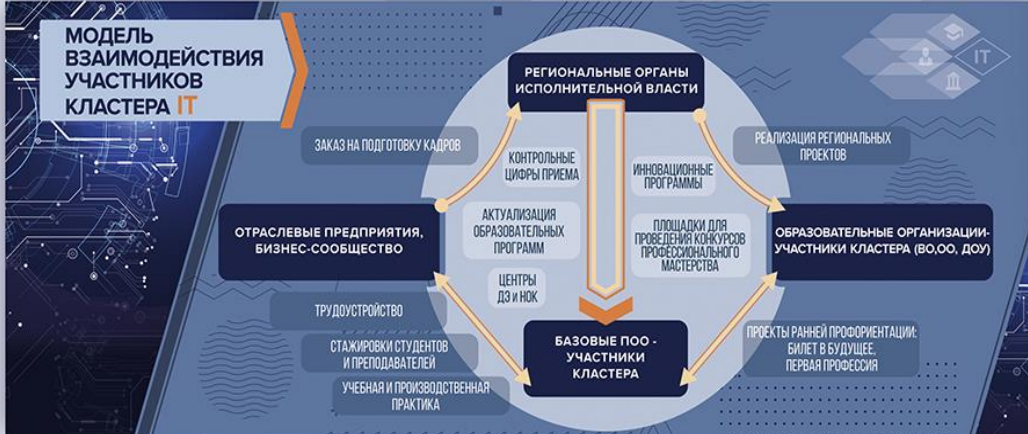 МОДЕЛЬ
ВЗАИМОДЕЙСТВИЯ
УЧАСТНИКОВ
КЛАСТЕРА IT
IT
РЕГИОНАЛЬНЫЕ ОРГАНЫ
ИСПОЛНИТЕЛЬНОЙ ВЛАСТИ
ЗАКАЗ НА ПОДГОТОВКУ КАДРОВ
РЕАЛИЗАЦИЯ РЕГИОНАЛЬНЫХ
ПРОЕКТОВ
КОНТРОЛЬНЫЕ
ЦИФРЫ ПРИЕМА
ИННОВАЦИОННЫЕ
ПРОГРАММЫ
ОТРАСЛЕВЫЕ ПРЕДПРИЯТИЯ,
БИЗНЕС-СООБЩЕСТВО
АКТУАЛИЗАЦИЯ
ОБРАЗОВАТЕЛЬНЫХ
ПРОГРАММ
ПЛОЩАДКИ ДЛЯ
ПРОВЕДЕНИЯ КОНКУРСОВ
ПРОФЕССИОНАЛЬНОГО
МАСТЕРСТВА
ОБРАЗОВАТЕЛЬНЫЕ ОРГАНИЗАЦИИ-
УЧАСТНИКИ КЛАСТЕРА (ВО,ОО, ДОУ)
ЦЕНТРЫ
ДЭ и НОК
ТРУДОУСТРОЙСТВО
СТАЖИРОВКИ СТУДЕНТОВ
И ПРЕПОДАВАТЕЛЕЙ
УЧЕБНАЯ И ПРОИЗВОДСТВЕННАЯ
ПРАКТИКА
БАЗОВЫЕ ПОО -
УЧАСТНИКИ
КЛАСТЕРА
ПРОЕКТЫ РАННЕЙ ПРОФОРИЕНТАЦИИ:
БИЛЕТ В БУДУЩЕЕ,
ПЕРВАЯ ПРОФЕССИЯ